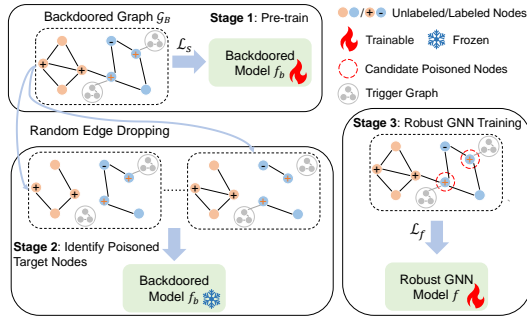 Backdoored Graph 𝒢_B
Stage 1: Pre-train
ℒ_s
Backdoored
Model f_b
Unlabeled/Labeled Nodes
Trainable
Frozen
Candidate Poisoned Nodes
Trigger Graph
Random Edge Dropping
Stage 2: Identify Poisoned
Target Nodes
Backdoored
Model f_b
Stage 3: Robust GNN Training
ℒ_f
Robust GNN
Model f